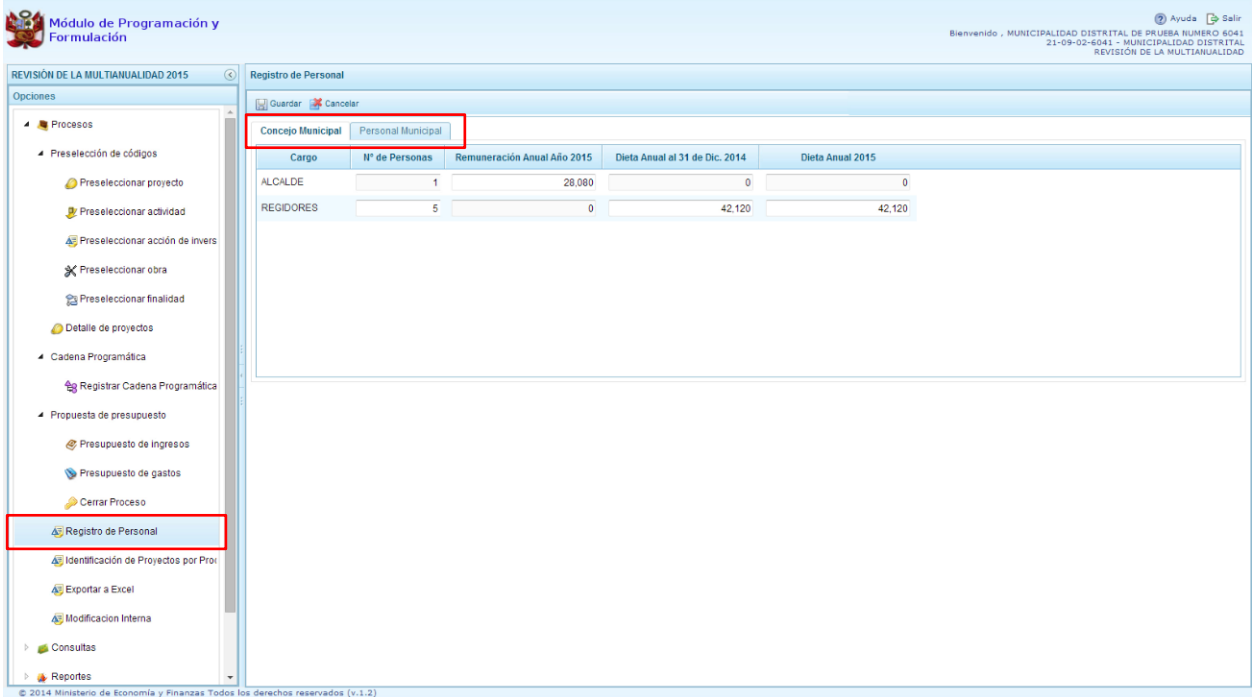 Módulo de Programación y
Formulación
Ayuda Salir
Bienvenido , MUNICIPALIDAD DISTRITAL DE PRUEBA NUMERO 6041
21-09-02-6041 - MUNICIPALIDAD DISTRITAL
REVISIÓN DE LA MULTIANUALIDAD
REVISIÓN DE LA MULTIANUALIDAD 2015
Opciones
Procesos
Preselección de códigos
Preseleccionar proyecto
Preseleccionar actividad
Preseleccionar acción de invers
Preseleccionar obra
Preseleccionar finalidad
Detalle de proyectos
Cadena Programática
Registrar Cadena Programática
Propuesta de presupuesto
Presupuesto de ingresos
Presupuesto de gastos
Cerrar Proceso
Registro de Personal
Identificación de Proyectos por Proc
Exportar a Excel
Modificacion Interna
Consultas
Reportes
Registro de Personal
Guardar Cancelar
Concejo Municipal Personal Municipal
Cargo N° de Personas Remuneración Anual Año 2015 Dieta Anual al 31 de Dic. 2014 Dieta Anual 2015
ALCALDE 1 28,080 0 0
REGIDORES 5 0 42,120 42,120
© 2014 Ministerio de Economía y Finanzas Todos los derechos reservados (v.1.2)